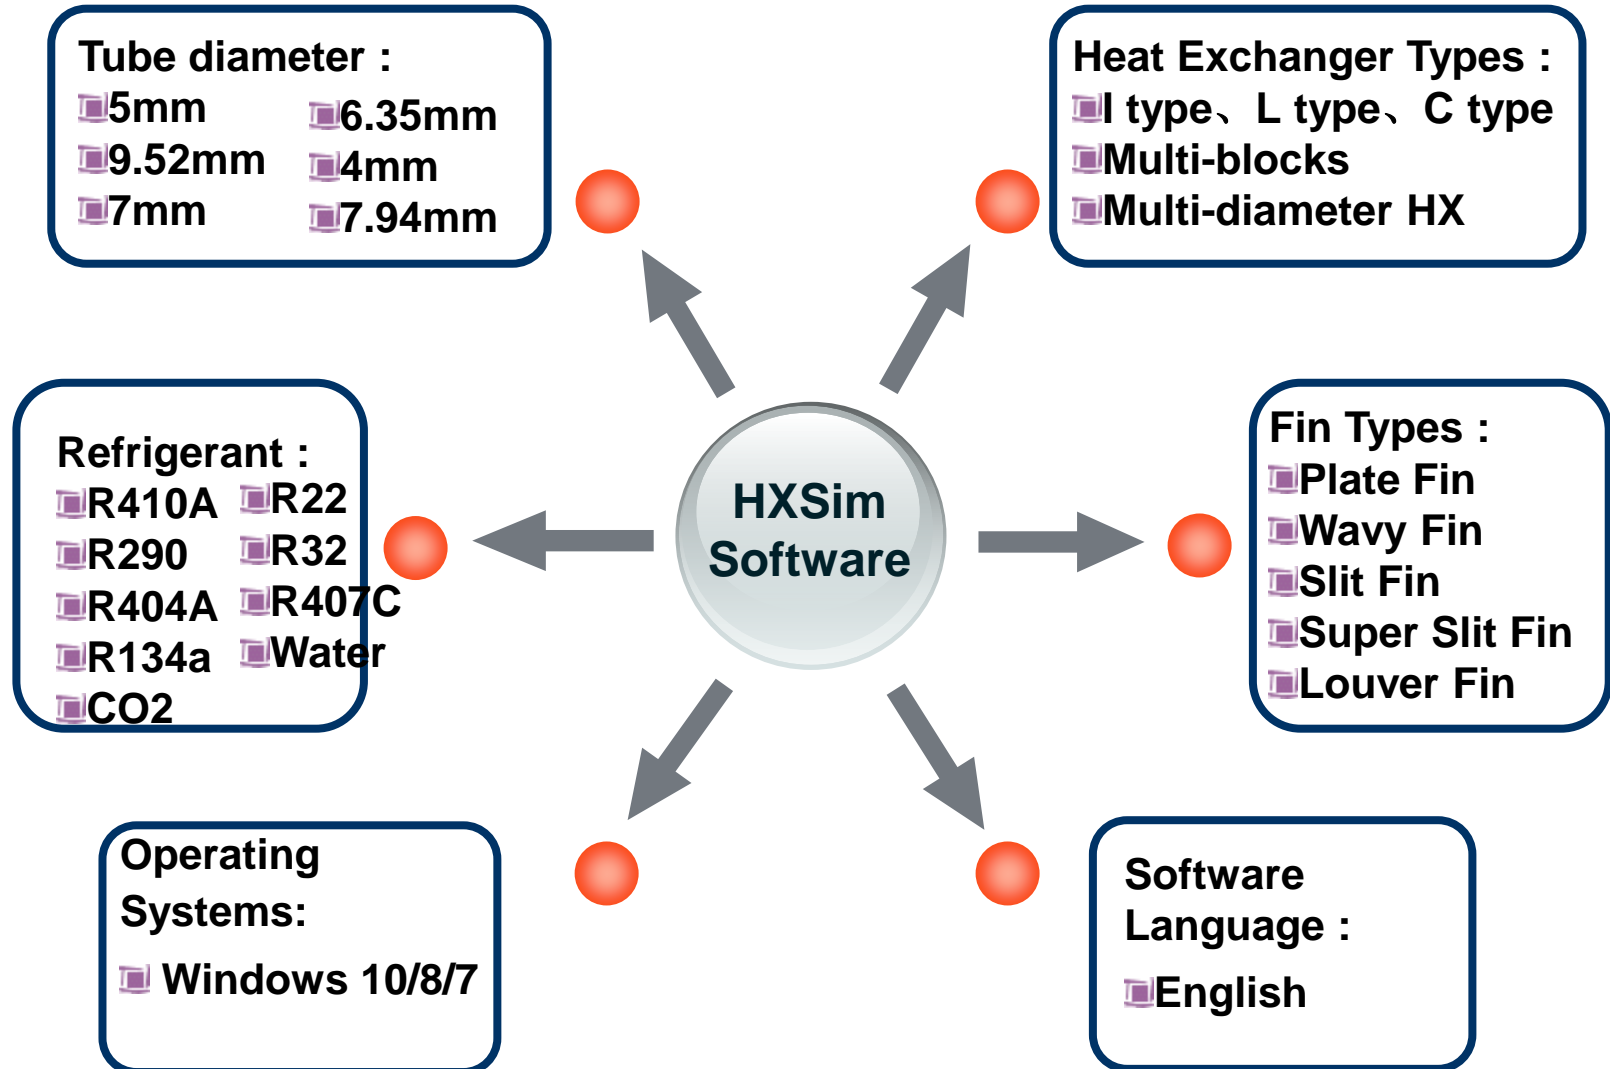 Tube diameter :
5mm
9.52mm
7mm
6.35mm
4mm
7.94mm
Heat Exchanger Types :
I type、L type、C type
Multi-blocks
Multi-diameter HX
Refrigerant :
R410A
R290
R404A
R134a
CO2
R22
R32
R407C
Water
HXSim
Software
Fin Types :
Plate Fin
Wavy Fin
Slit Fin
Super Slit Fin
Louver Fin
Operating
Systems:
Windows 10/8/7
Software
Language :
English